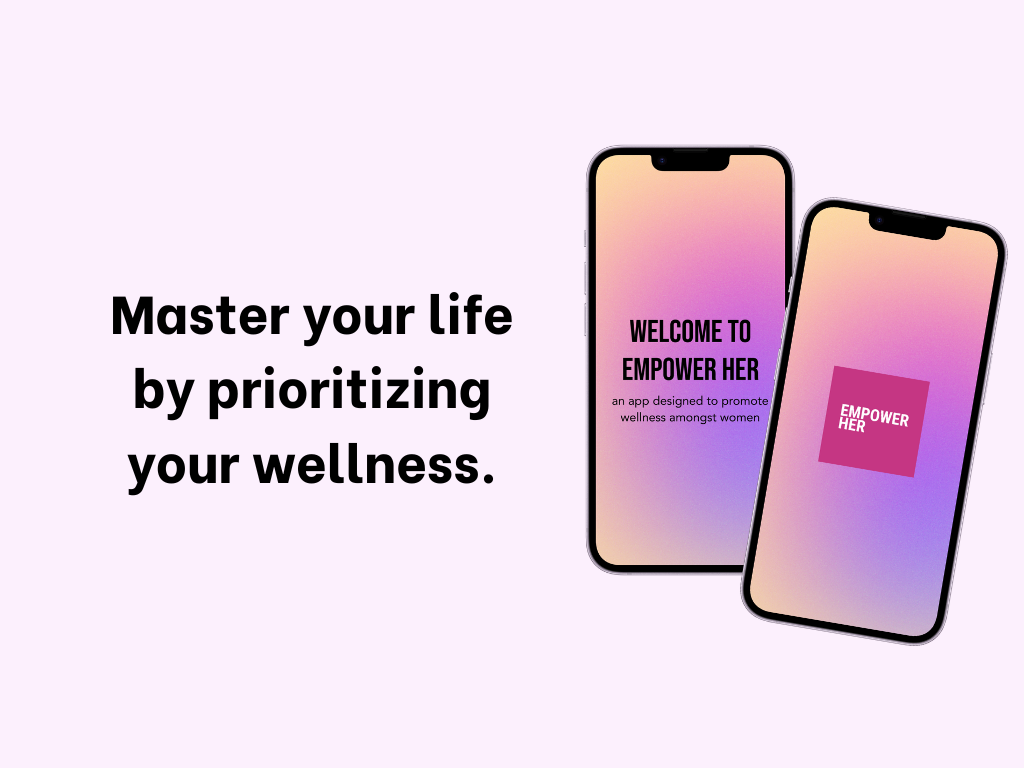 Master your life
by prioritizing
your wellness.
WELCOME TO
EMPOWER HER
an app designed to promote
wellness amongst women
EMPOWER
HER